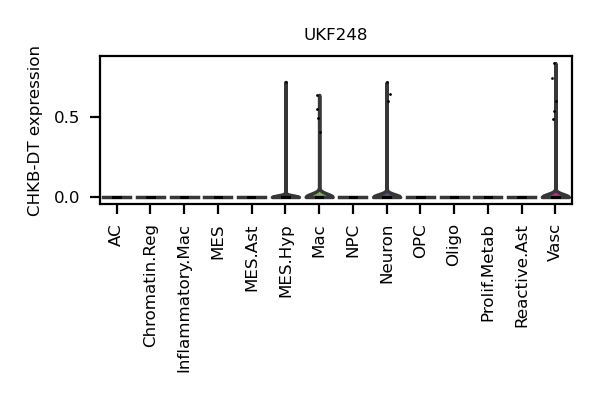 UKF248
CHKB-DT expression
0.5
0.0
AC
Chromatin.Reg
Inflammatory.Mac
MES
MES.Ast
MES.Hyp
Mac
NPC
Neuron
OPC
Oligo
Prolif.Metab
Reactive.Ast
Vasc